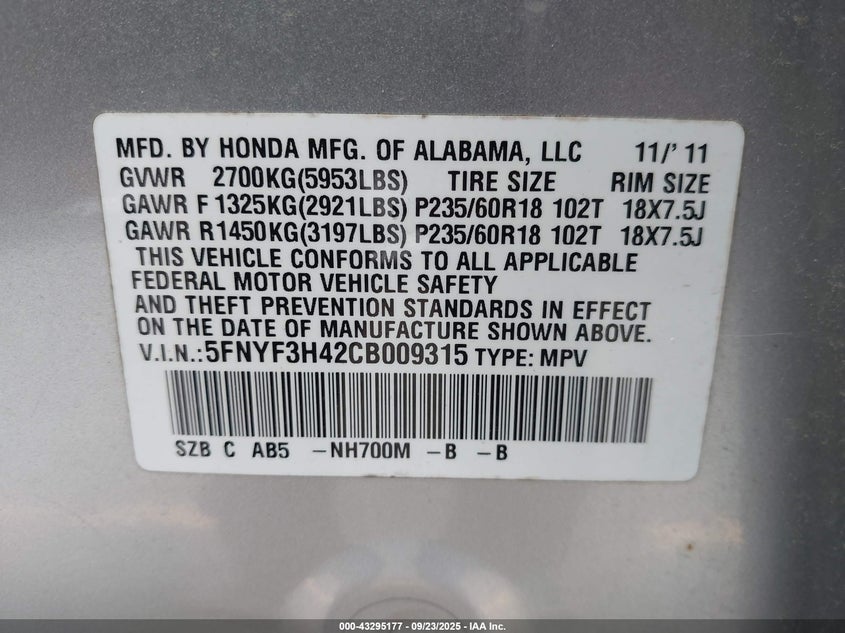 MFD. BY HONDA MFG. OF ALABAMA, LLC 11/'11
GVWR 2700KG(5953LBS) TIRE SIZE RIM SIZE
GAWR F 1325KG(2921LBS) P235/60R18 102T 18X7.5J
GAWR R1450KG(3197LBS) P235/60R18 102T 18X7.5J
THIS VEHICLE CONFORMS TO ALL APPLICABLE
FEDERAL MOTOR VEHICLE SAFETY
AND THEFT PREVENTION STANDARDS IN EFFECT
ON THE DATE OF MANUFACTURE SHOWN ABOVE.
V.I.N.:5FNYF3H42CB009315 TYPE: MPV
SZB C AB5 -NH700M -B -B
000-43295177 - 09/23/2025 - IAA Inc.